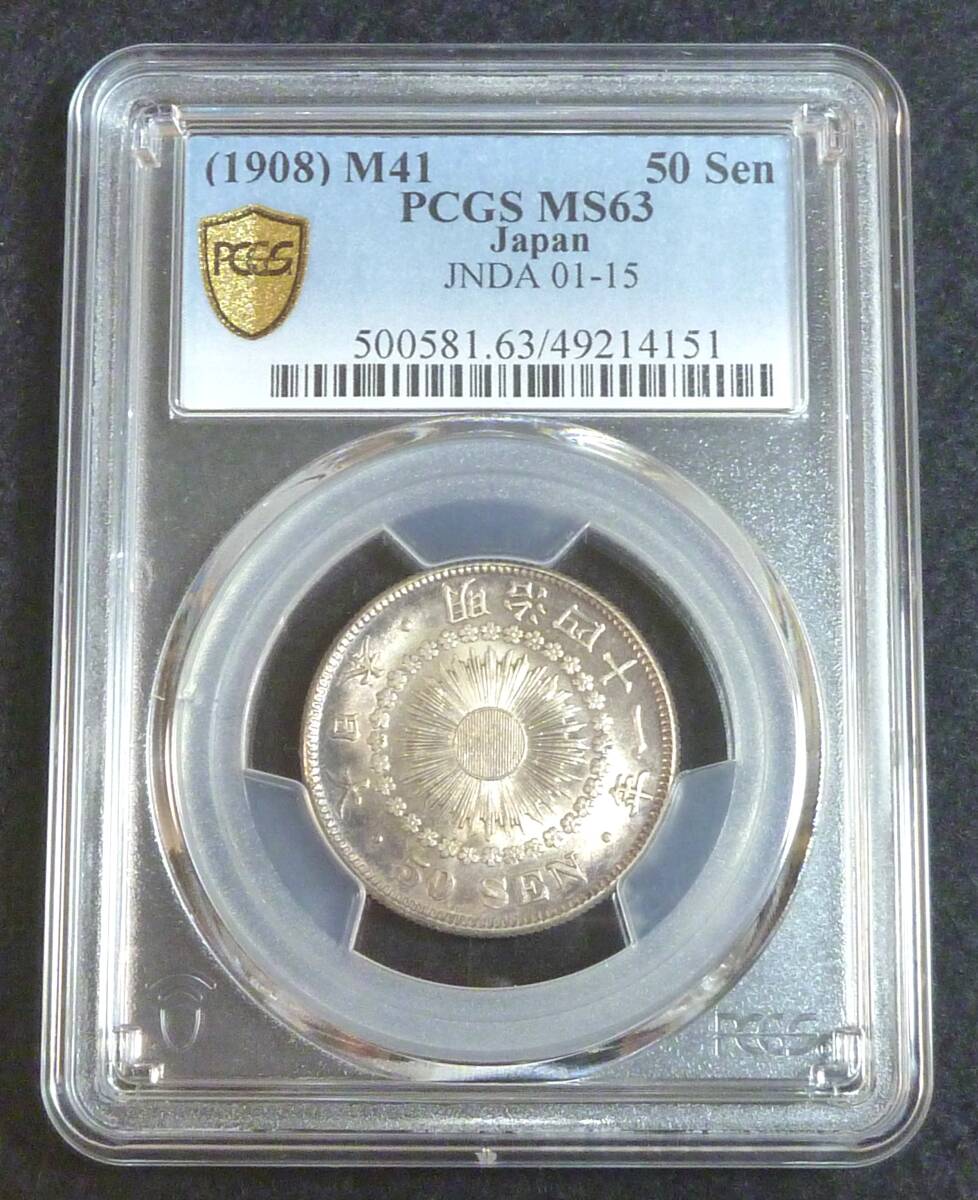 (1908) M41 50 Sen
PCGS MS63
PCGS
Japan
JNDA 01-15
500581.63/49214151
大日本・明治四十一年・
50 SEN
PCGS